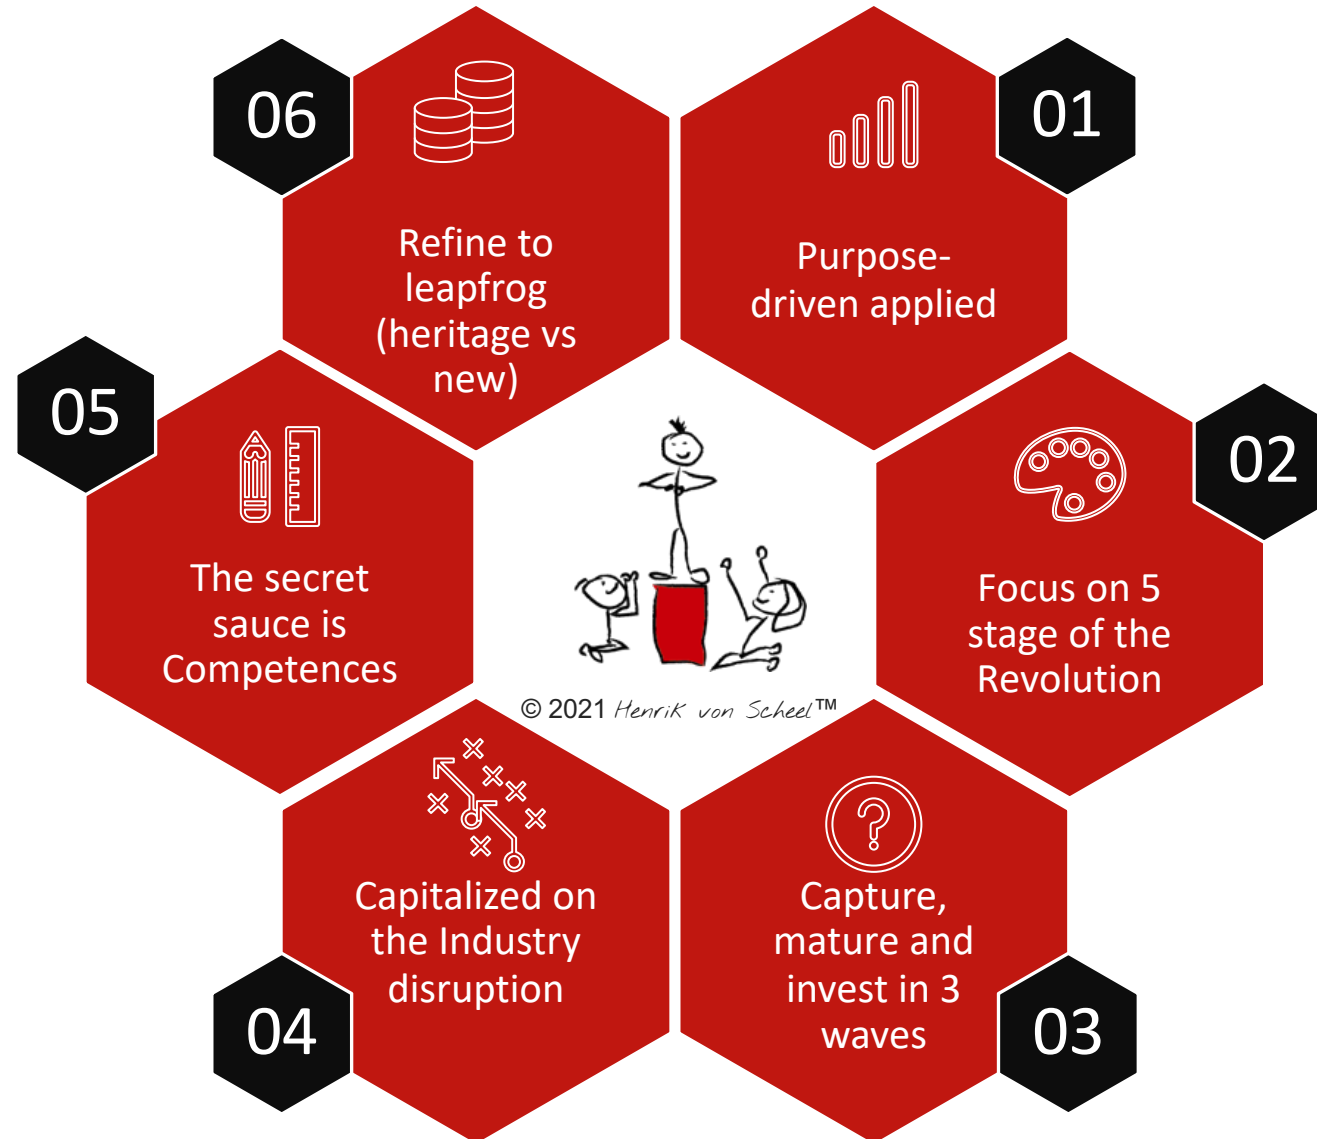 01
Purpose-
driven applied
02
Focus on 5
stage of the
Revolution
03
Capture,
mature and
invest in 3
waves
04
Capitalized on
the Industry
disruption
05
The secret
sauce is
Competences
06
Refine to
leapfrog
(heritage vs
new)
© 2021 Henrik von Scheel™